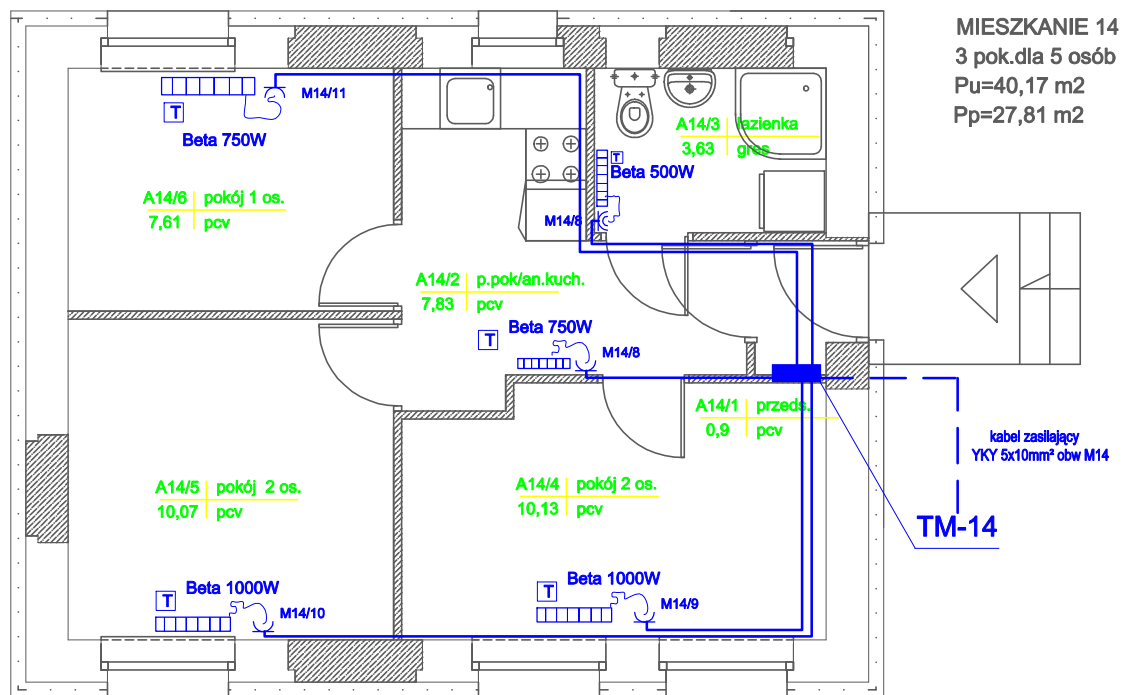 MIESZKANIE 14
3 pok.dla 5 osób
Pu=40,17 m2
Pp=27,81 m2
M14/11
T
Beta 750W
A14/6 pokój 1 os.
7,61 pcv
A14/3 łazienka
3,63 gres
T
Beta 500W
M14/8
A14/2 p.pok/an.kuch.
7,83 pcv
Beta 750W
T
M14/8
A14/1 przeds.
0,9 pcv
kabel zasilający
YKY 5x10mm² obw M14
TM-14
A14/5 pokój 2 os.
10,07 pcv
A14/4 pokój 2 os.
10,13 pcv
Beta 1000W
T
M14/10
Beta 1000W
T
M14/9